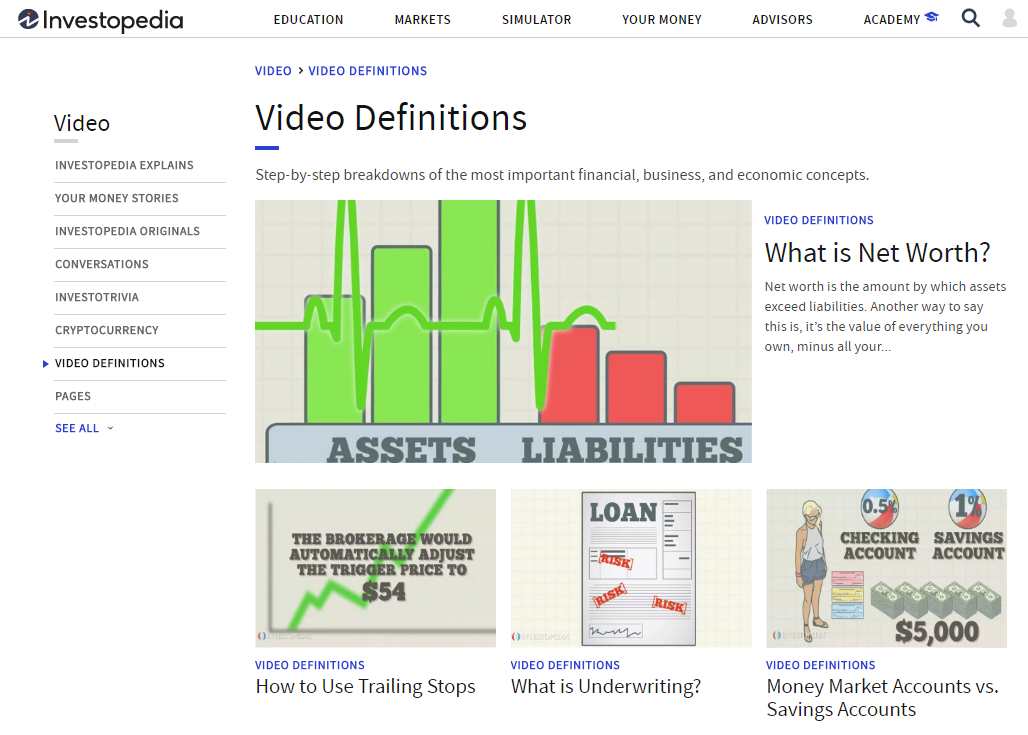 Investopedia
EDUCATION MARKETS SIMULATOR YOUR MONEY ADVISORS ACADEMY
VIDEO > VIDEO DEFINITIONS
Video
INVESTOPEDIA EXPLAINS
YOUR MONEY STORIES
INVESTOPEDIA ORIGINALS
CONVERSATIONS
INVESTOTRIVIA
CRYPTOCURRENCY
VIDEO DEFINITIONS
PAGES
SEE ALL
Video Definitions
Step-by-step breakdowns of the most important financial, business, and economic concepts.
ASSETS LIABILITIES
VIDEO DEFINITIONS
What is Net Worth?
Net worth is the amount by which assets
exceed liabilities. Another way to say
this is, it’s the value of everything you
own, minus all your...
THE BROKERAGE WOULD
AUTOMATICALLY ADJUST
THE TRIGGER PRICE TO
$54
INVESTOPEDIA
VIDEO DEFINITIONS
How to Use Trailing Stops
LOAN
RISK
RISK
RISK
INVESTOPEDIA
VIDEO DEFINITIONS
What is Underwriting?
0.5% 1%
CHECKING SAVINGS
ACCOUNT ACCOUNT
$5,000
INVESTOPEDIA
VIDEO DEFINITIONS
Money Market Accounts vs.
Savings Accounts